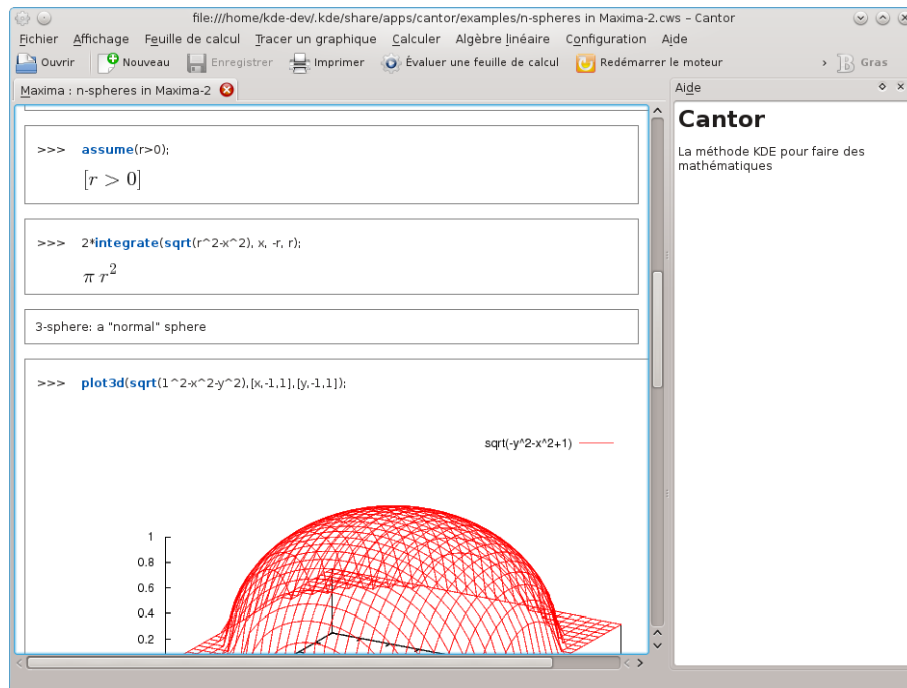 file:///home/kde-dev/.kde/share/apps/cantor/examples/n-spheres in Maxima-2.cws – Cantor
Fichier Affichage Feuille de calcul Tracer un graphique Calculer Algèbre linéaire Configuration Aide
Ouvrir Nouveau Enregistrer Imprimer Évaluer une feuille de calcul Redémarrer le moteur › B Gras
Maxima : n-spheres in Maxima-2
Aide
Cantor
La méthode KDE pour faire des
mathématiques
>>> assume(r>0);
[r > 0]
>>> 2*integrate(sqrt(r^2-x^2), x, -r, r);
π r²
3-sphere: a "normal" sphere
>>> plot3d(sqrt(1^2-x^2-y^2),[x,-1,1],[y,-1,1]);
sqrt(-y^2-x^2+1)
1
0.8
0.6
0.4
0.2